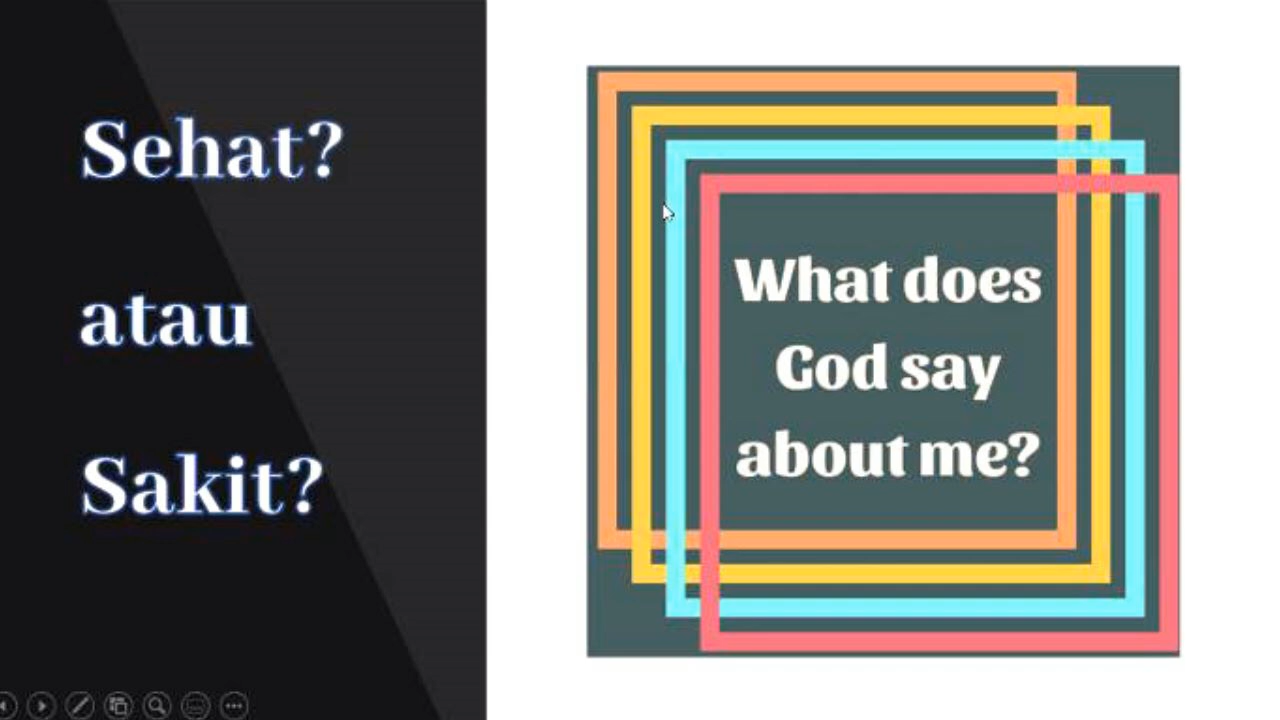 Sehat?
atau
Sakit?
What does
God say
about me?